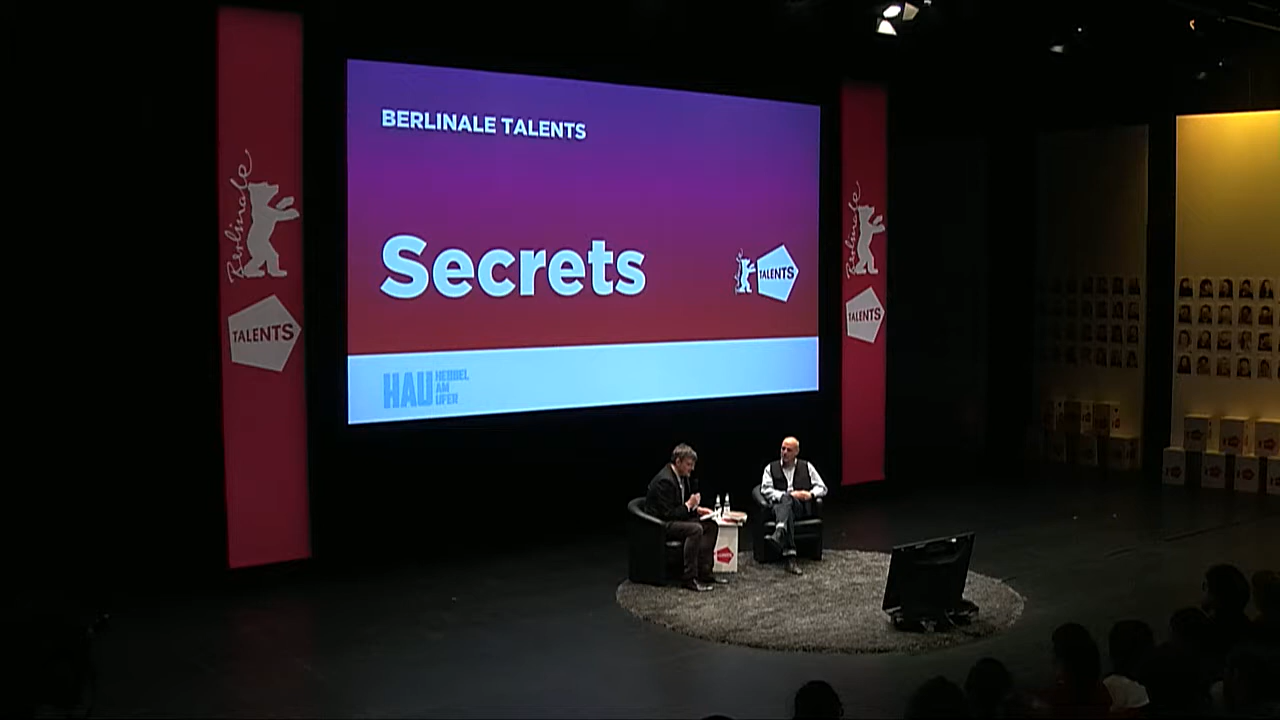 BERLINALE TALENTS
Secrets
TALENTS
HAU HEBBEL
AM
UFER
Berlinale
TALENTS
Berlinale
TALENTS